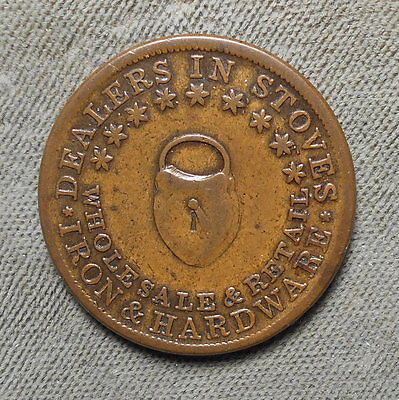 DEALERS IN STOVES
IRON & HARDWARE
WHOLESALE & RETAIL